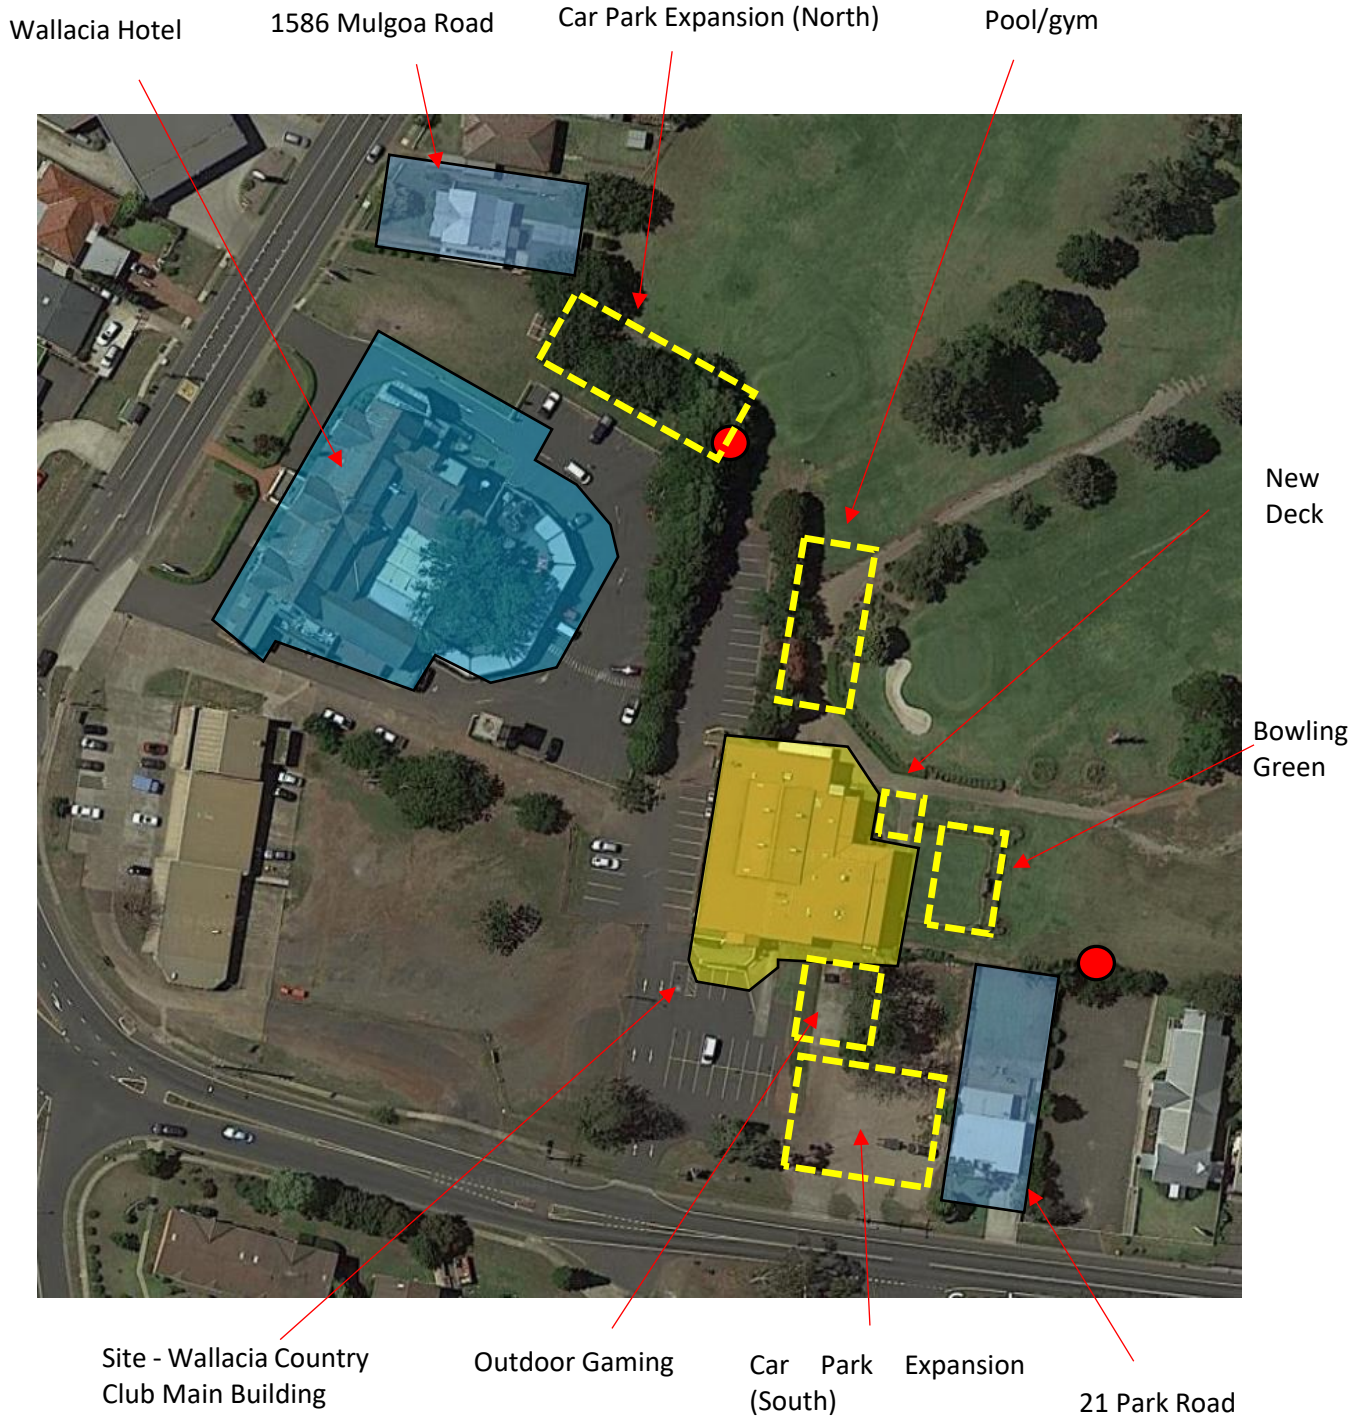 Wallacia Hotel
1586 Mulgoa Road
Car Park Expansion (North)
Pool/gym
New
Deck
Bowling
Green
Site - Wallacia Country
Club Main Building
Outdoor Gaming
Car Park Expansion
(South)
21 Park Road